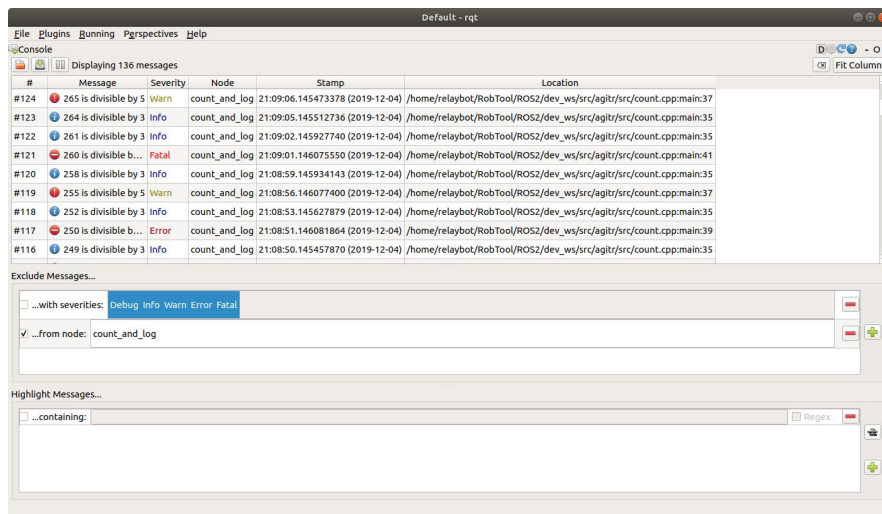 Default - rqt
File Plugins Running Perspectives Help
Console D - O
Displaying 136 messages Fit Column
# Message Severity Node Stamp Location
#124 265 is divisible by 5 Warn count_and_log 21:09:06.145473378 (2019-12-04) /home/relaybot/RobTool/ROS2/dev_ws/src/agitr/src/count.cpp:main:37
#123 264 is divisible by 3 Info count_and_log 21:09:05.145512736 (2019-12-04) /home/relaybot/RobTool/ROS2/dev_ws/src/agitr/src/count.cpp:main:35
#122 261 is divisible by 3 Info count_and_log 21:09:02.145927740 (2019-12-04) /home/relaybot/RobTool/ROS2/dev_ws/src/agitr/src/count.cpp:main:35
#121 260 is divisible b... Fatal count_and_log 21:09:01.146075550 (2019-12-04) /home/relaybot/RobTool/ROS2/dev_ws/src/agitr/src/count.cpp:main:41
#120 258 is divisible by 3 Info count_and_log 21:08:59.145934143 (2019-12-04) /home/relaybot/RobTool/ROS2/dev_ws/src/agitr/src/count.cpp:main:35
#119 255 is divisible by 5 Warn count_and_log 21:08:56.146077400 (2019-12-04) /home/relaybot/RobTool/ROS2/dev_ws/src/agitr/src/count.cpp:main:37
#118 252 is divisible by 3 Info count_and_log 21:08:53.145627879 (2019-12-04) /home/relaybot/RobTool/ROS2/dev_ws/src/agitr/src/count.cpp:main:35
#117 250 is divisible b... Error count_and_log 21:08:51.146081864 (2019-12-04) /home/relaybot/RobTool/ROS2/dev_ws/src/agitr/src/count.cpp:main:39
#116 249 is divisible by 3 Info count_and_log 21:08:50.145457870 (2019-12-04) /home/relaybot/RobTool/ROS2/dev_ws/src/agitr/src/count.cpp:main:35
Exclude Messages...
...with severities: Debug Info Warn Error Fatal
...from node: count_and_log
Highlight Messages...
...containing: Regex